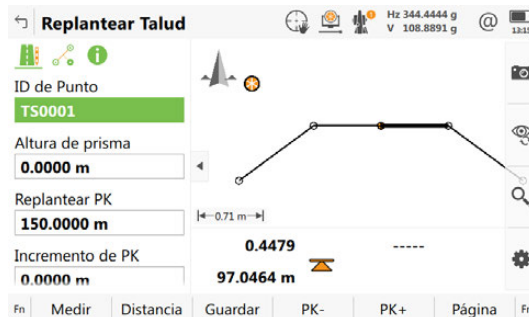 Replantear Talud
Hz 344.4444 g
V 108.8891 g
@
13:15
ID de Punto
TS0001
Altura de prisma
0.0000 m
Replantear PK
150.0000 m
Incremento de PK
0.0000 m
0.71 m
0.4479
-----
97.0464 m
Fn Medir Distancia Guardar PK- PK+ Página